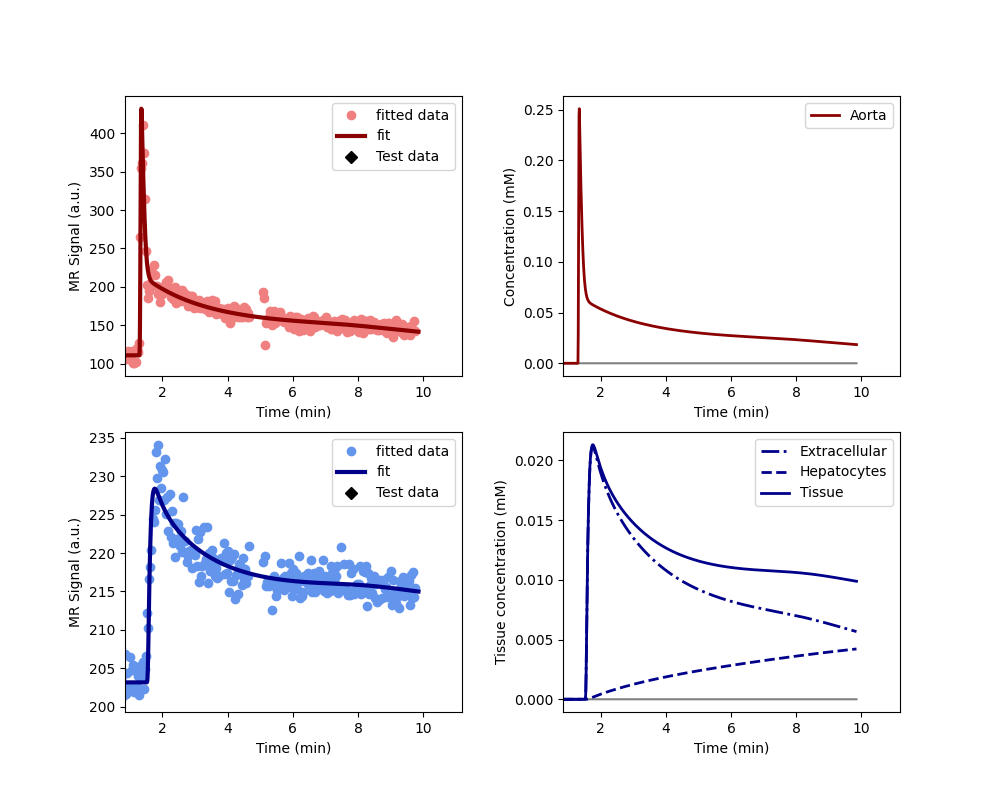 MR Signal (a.u.)
400
350
300
250
200
150
100
fitted data
fit
Test data
2 4 6 8 10
Time (min)
Concentration (mM)
0.25
0.20
0.15
0.10
0.05
0.00
Aorta
2 4 6 8 10
Time (min)
MR Signal (a.u.)
235
230
225
220
215
210
205
200
fitted data
fit
Test data
2 4 6 8 10
Time (min)
Tissue concentration (mM)
0.020
0.015
0.010
0.005
0.000
Extracellular
Hepatocytes
Tissue
2 4 6 8 10
Time (min)